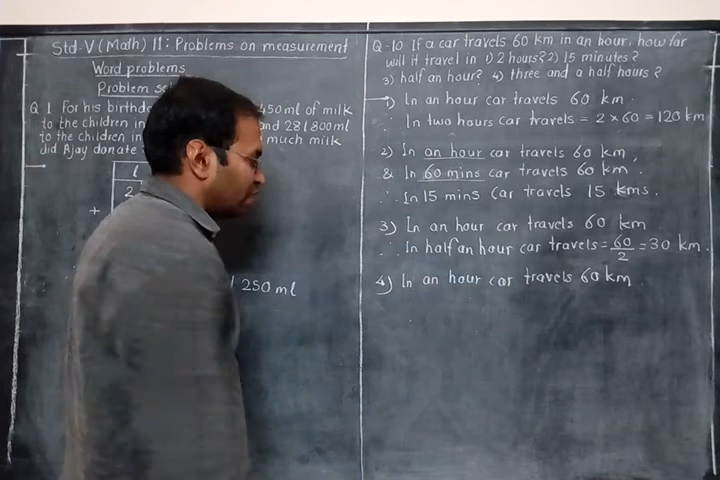 Std-V (Math) 11: Problems on measurement
Word problems
Problem se
Q 1 For his birthd 450 ml of milk
to the children in and 28 l 800 ml
to the children in much milk
did Ajay donate
l
2
+
250 ml
Q-10 If a car travels 60 km in an hour, how far
will it travel in 1) 2 hours? 2) 15 minutes?
3) half an hour? 4) three and a half hours?
1) In an hour car travels 60 km.
∴ In two hours car travels = 2 × 60 = 120 km
2) In an hour car travels 60 km,
& In 60 mins car travels 60 km.
∴ In 15 mins car travels 15 kms.
3) In an hour car travels 60 km
∴ In half an hour car travels = 60/2 = 30 km.
4) In an hour car travels 60 km.